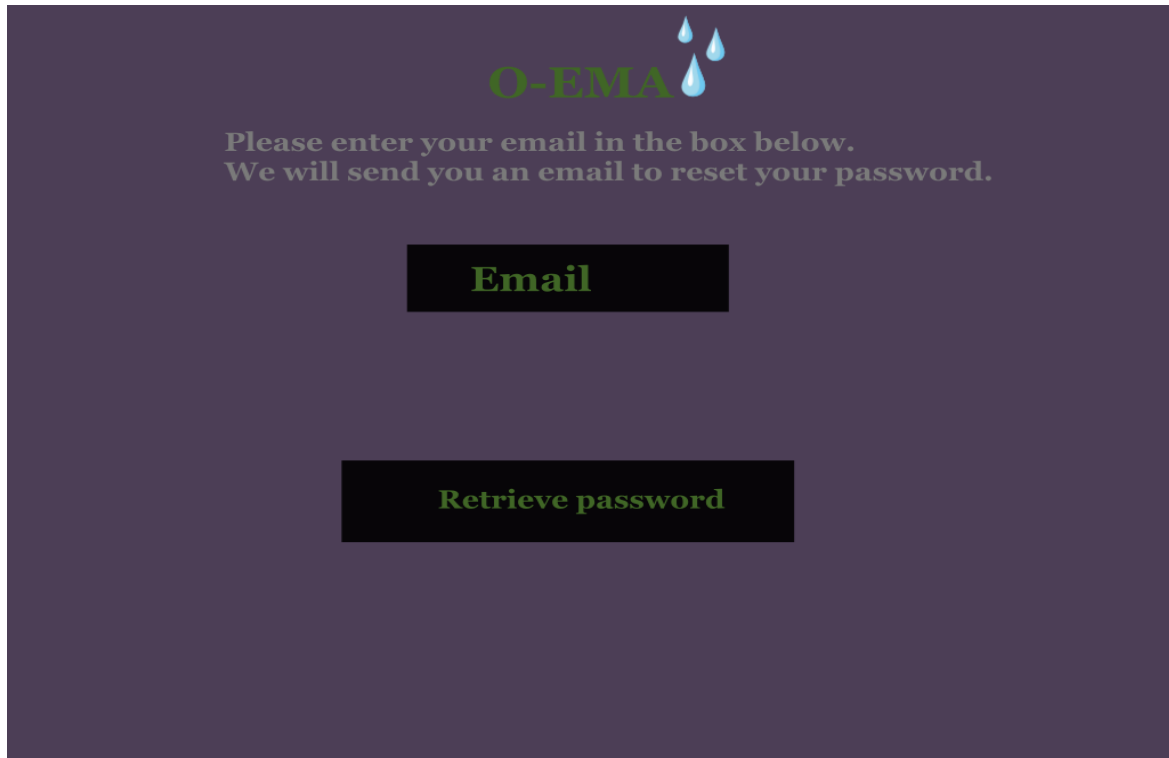 O-EMA
Please enter your email in the box below.
We will send you an email to reset your password.
Email
Retrieve password